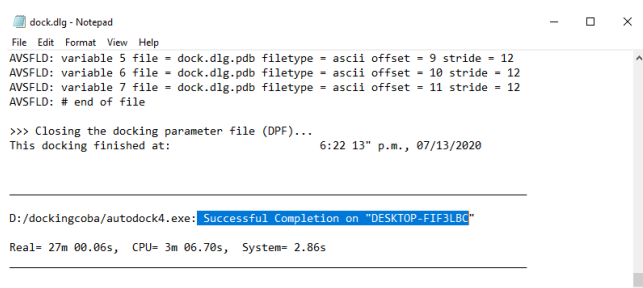 dock.dlg - Notepad
File Edit Format View Help
AVSFLD: variable 5 file = dock.dlg.pdb filetype = ascii offset = 9 stride = 12
AVSFLD: variable 6 file = dock.dlg.pdb filetype = ascii offset = 10 stride = 12
AVSFLD: variable 7 file = dock.dlg.pdb filetype = ascii offset = 11 stride = 12
AVSFLD: # end of file
>>> Closing the docking parameter file (DPF)...
This docking finished at: 6:22 13" p.m., 07/13/2020
D:/dockingcoba/autodock4.exe: Successful Completion on "DESKTOP-FIF3LBC"
Real= 27m 00.06s, CPU= 3m 06.70s, System= 2.86s